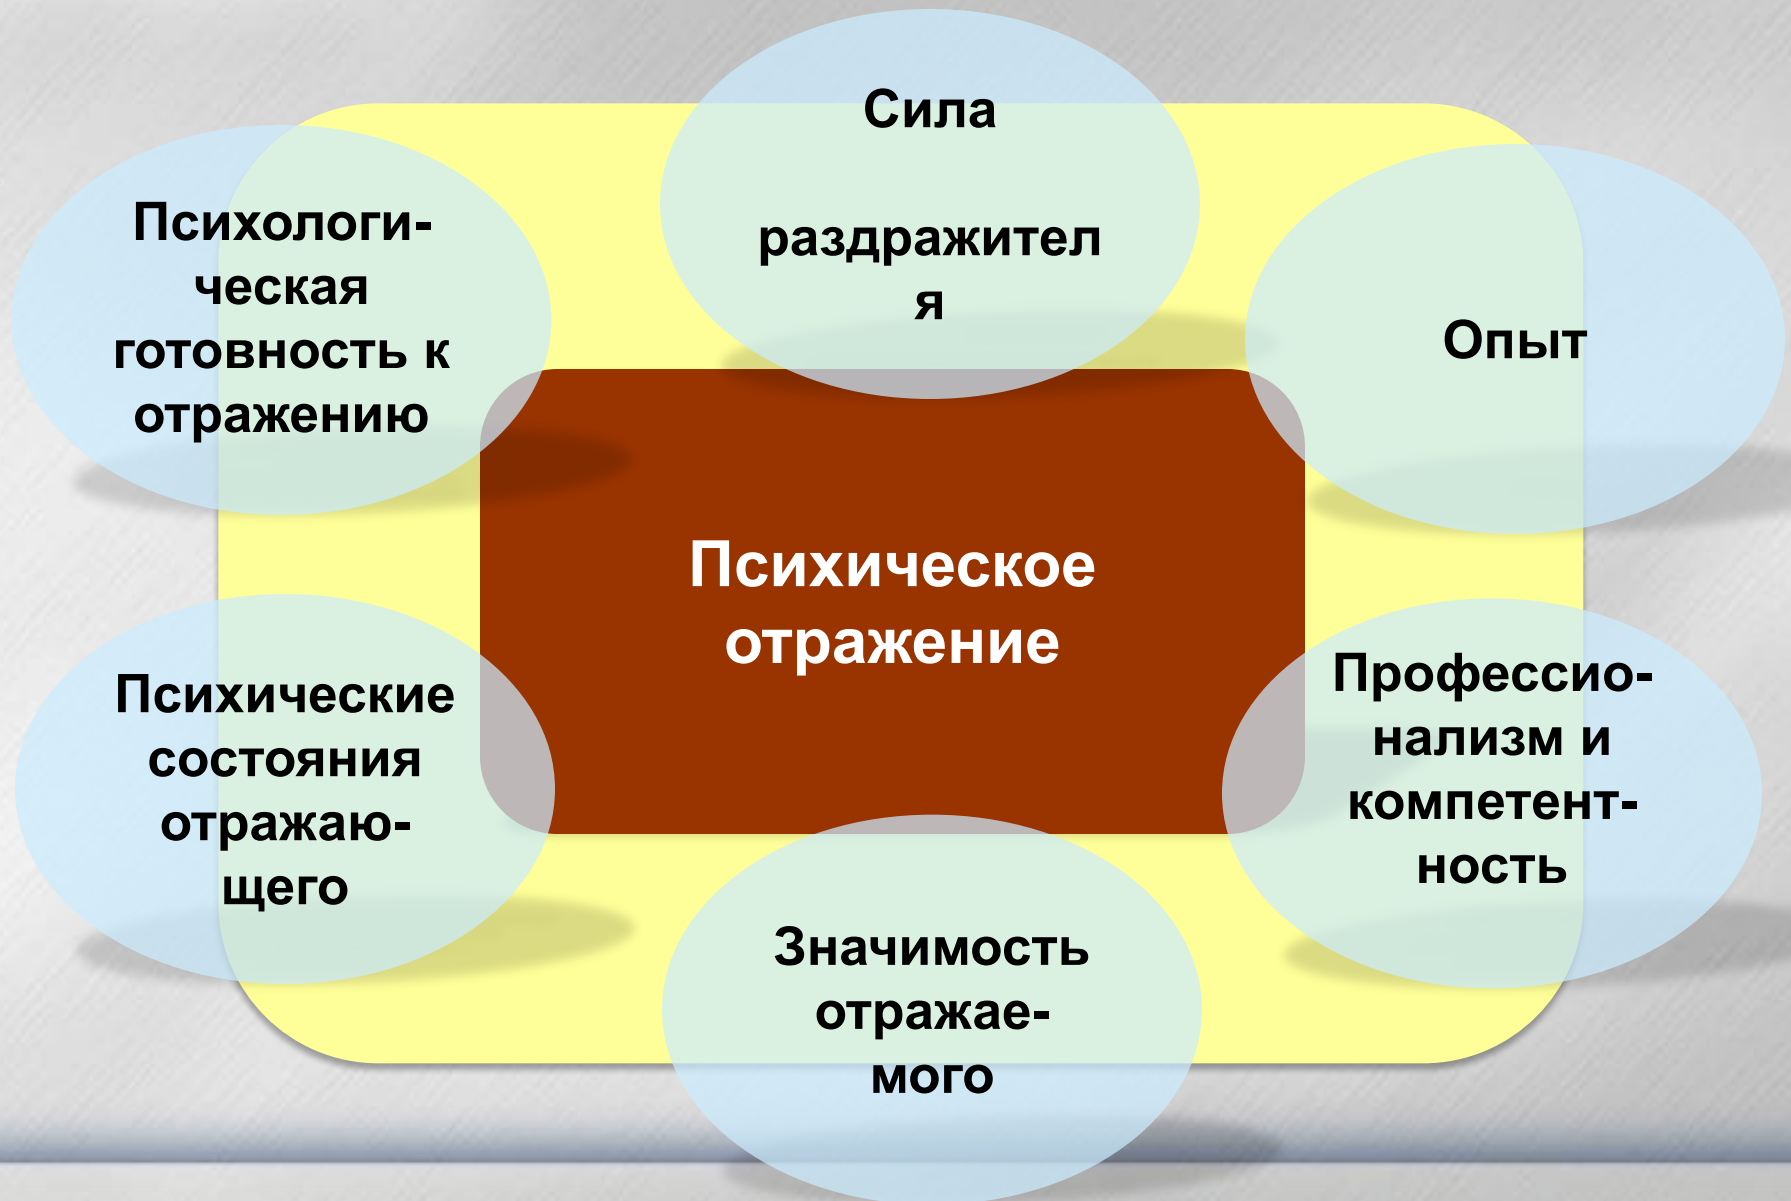 Сила
раздражител
я
Психологи-
ческая
готовность к
отражению
Опыт
Психическое
отражение
Психические
состояния
отражаю-
щего
Профессио-
нализм и
компетент-
ность
Значимость
отражае-
мого